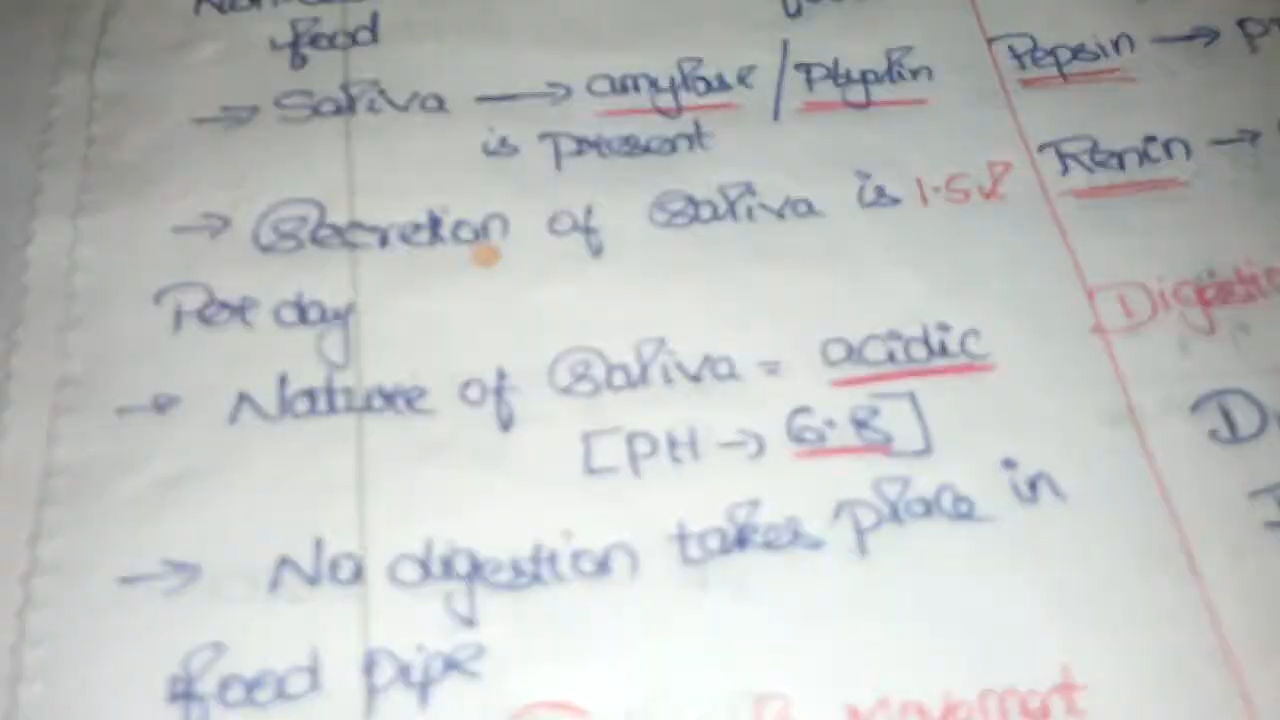 food
→ Saliva → amylase / Ptyalin
is present
→ Secretion of Saliva is 1.5l
Per day
→ Nature of Saliva = acidic
[PH → 6.8]
→ No digestion takes place in
food pipe
Pepsin →
Renin →